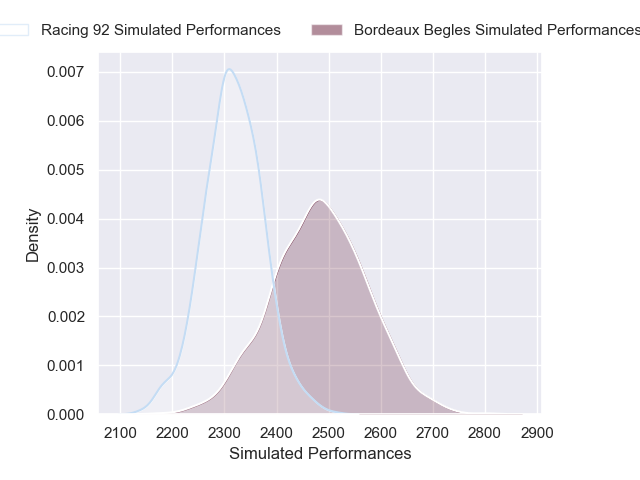 Racing 92 Simulated Performances
Bordeaux Begles Simulated Performances
0.007
0.006
0.005
0.004
0.003
0.002
0.001
0.000
Density
2100 2200 2300 2400 2500 2600 2700 2800 2900
Simulated Performances